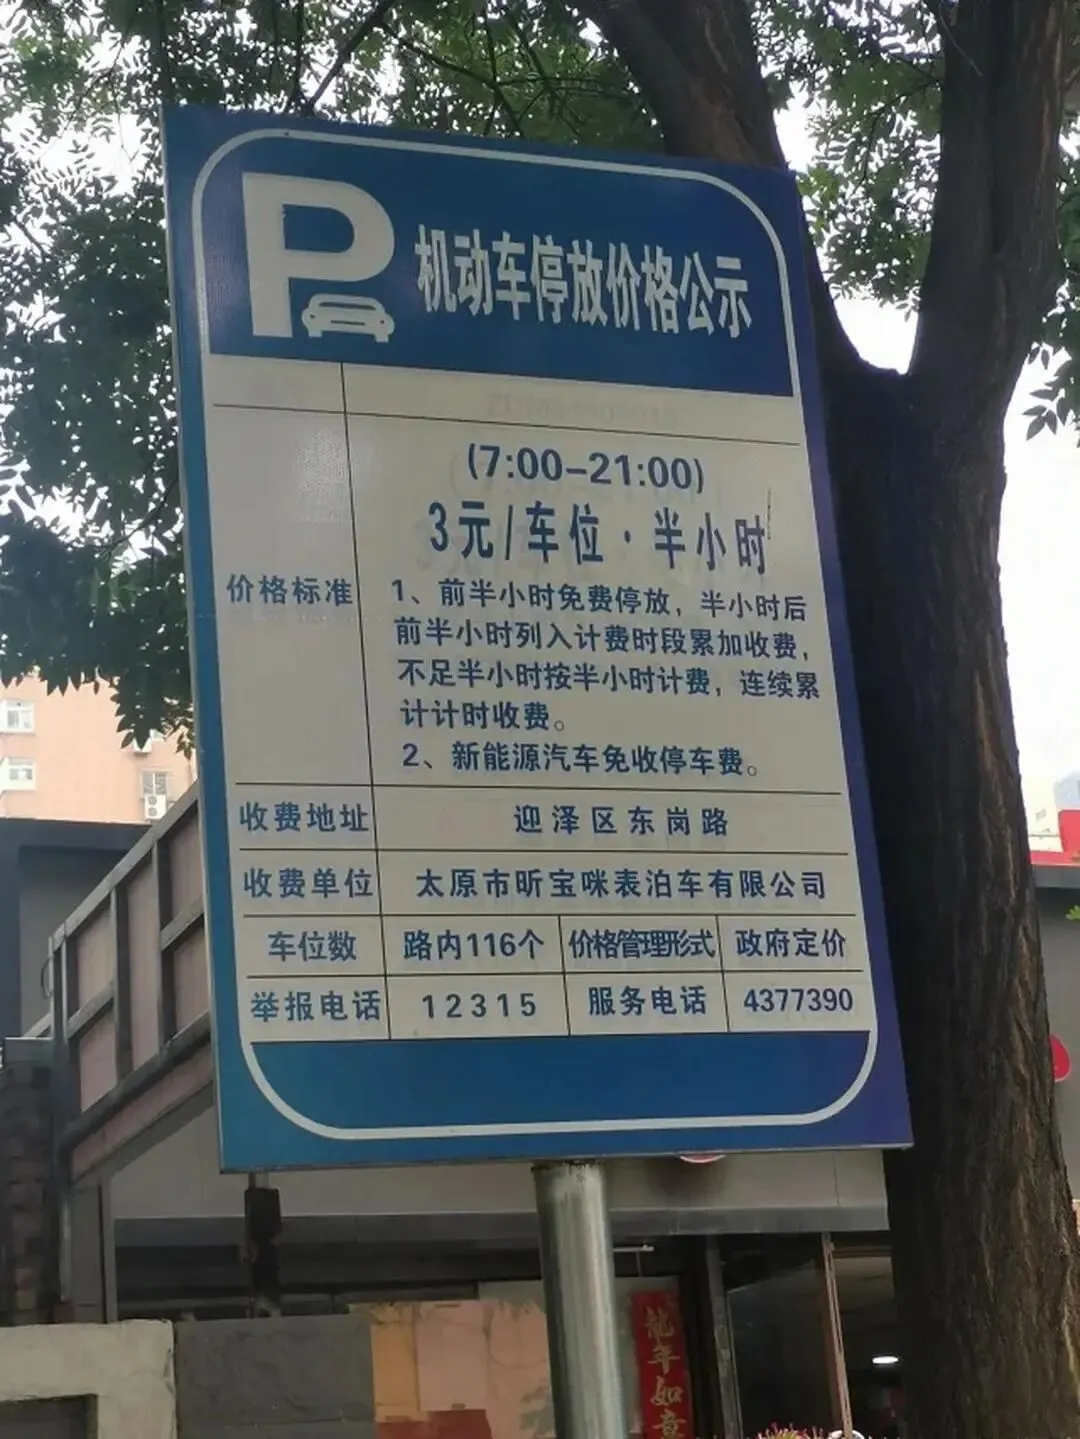 P 机动车停放价格公示
(7:00-21:00)
3元/车位·半小时
价格标准
1、前半小时免费停放，半小时后
前半小时列入计费时段累加收费，
不足半小时按半小时计费，连续累
计计时收费。
2、新能源汽车免收停车费。
收费地址 迎泽区东岗路
收费单位 太原市昕宝咪表泊车有限公司
车位数 路内116个 价格管理形式 政府定价
举报电话 12315 服务电话 4377390
龍年如意